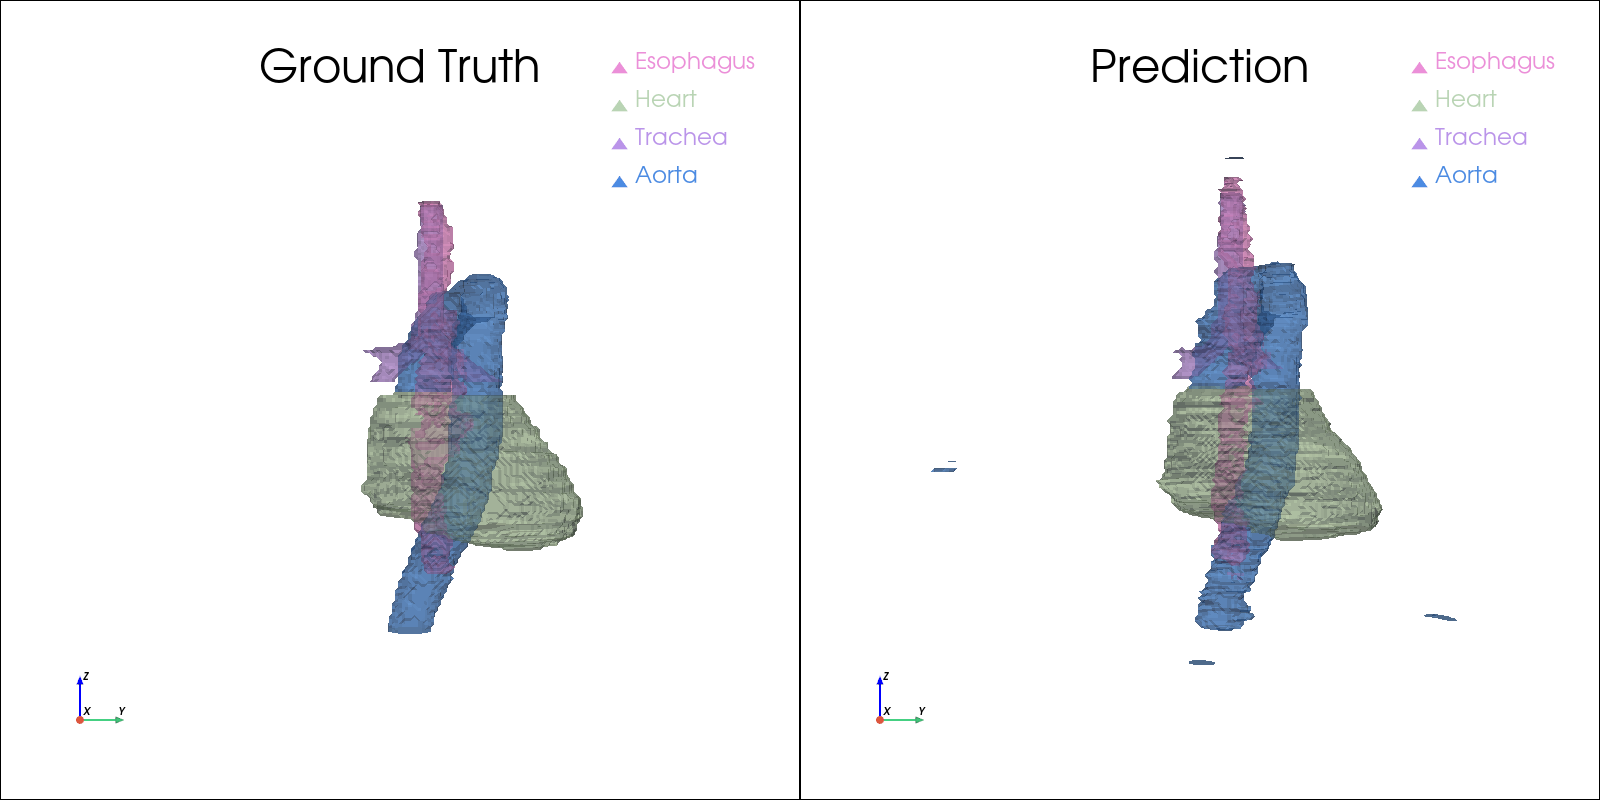 Ground Truth
Esophagus
Heart
Trachea
Aorta
Z
X
Y
Prediction
Esophagus
Heart
Trachea
Aorta
Z
X
Y